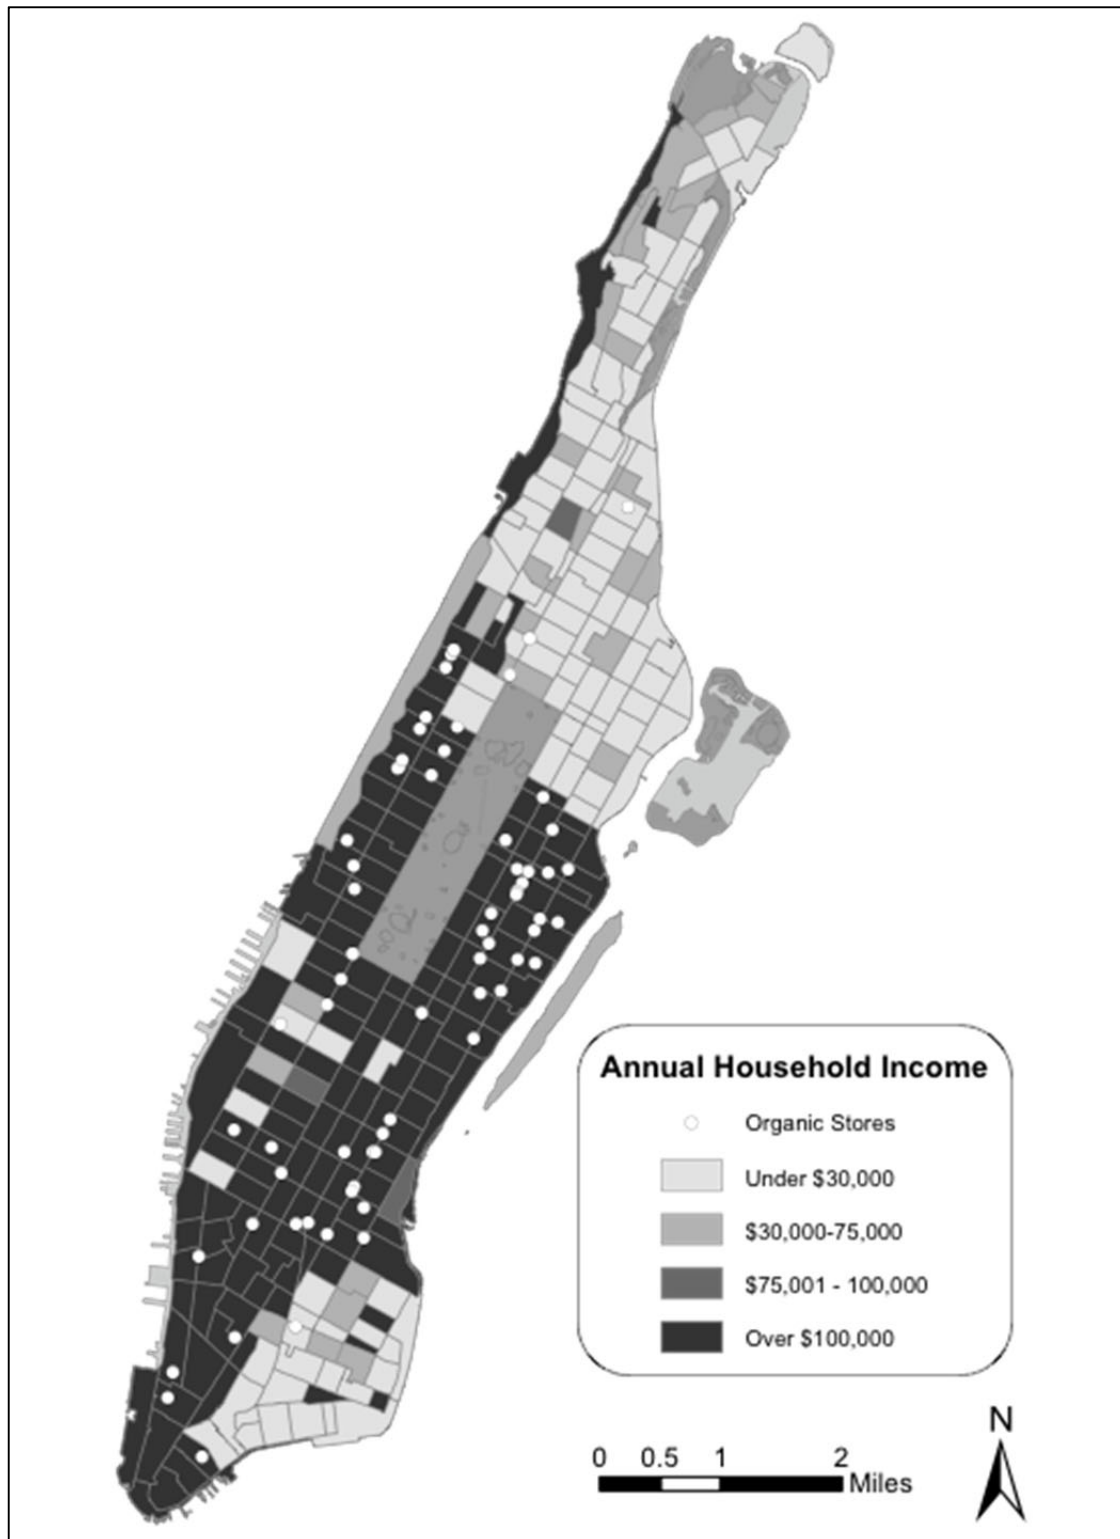 Annual Household Income
Organic Stores
Under $30,000
$30,000-75,000
$75,001 - 100,000
Over $100,000
N
0 0.5 1 2
Miles